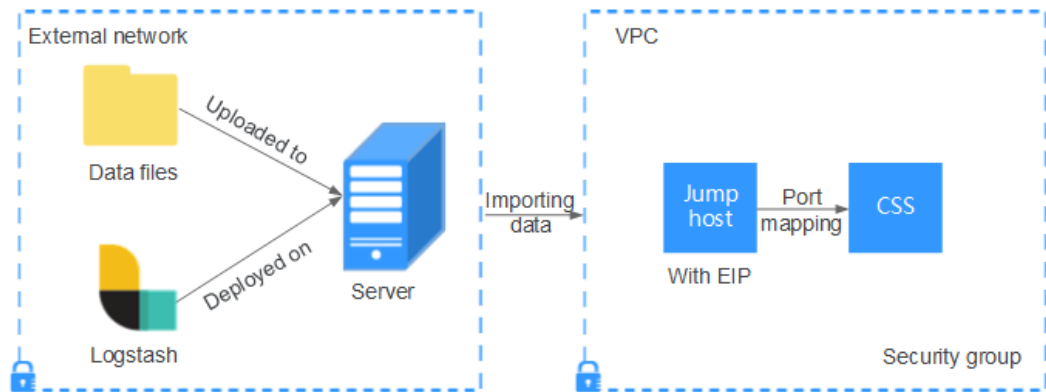 External network
Data files
Uploaded to
Deployed on
Logstash
Server
Importing
data
VPC
Jump
host
With EIP
Port
mapping
CSS
Security group